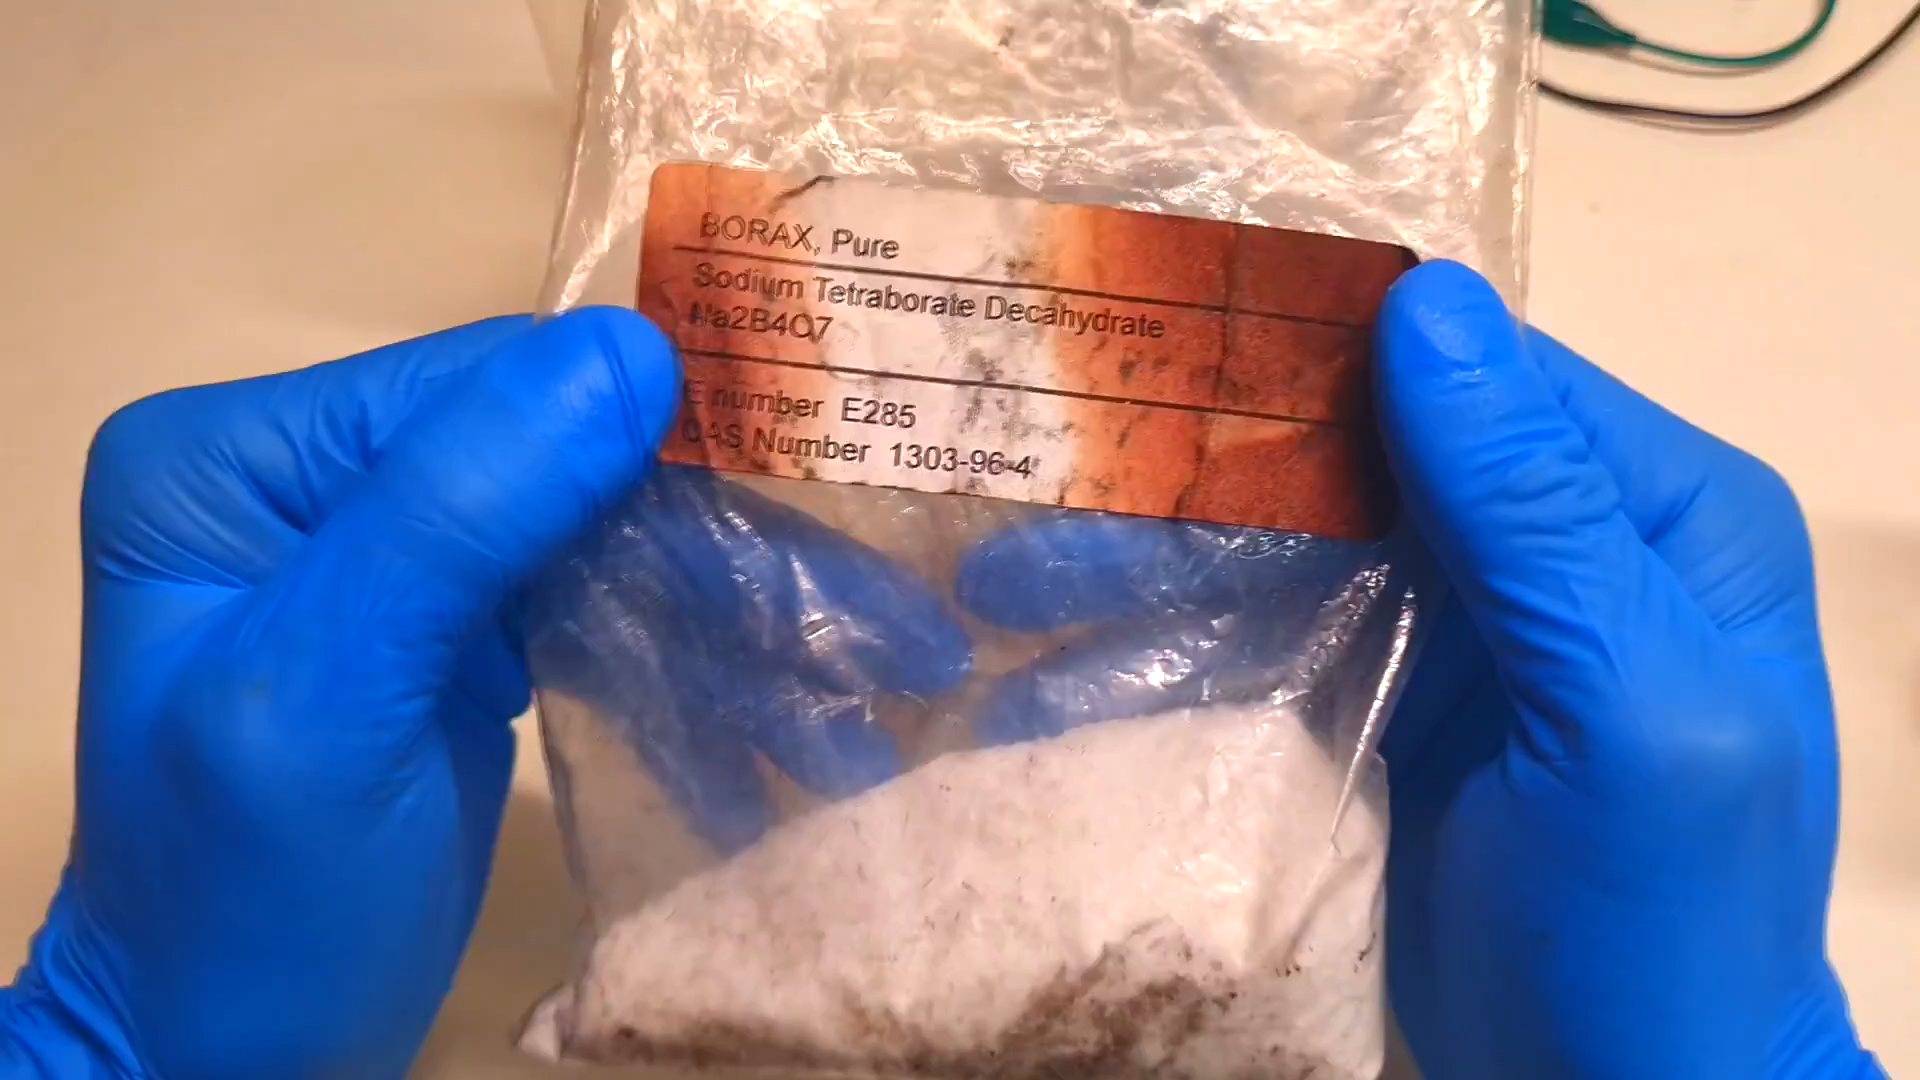 BORAX, Pure
Sodium Tetraborate Decahydrate
Na2B4O7
E number E285
CAS Number 1303-96-4